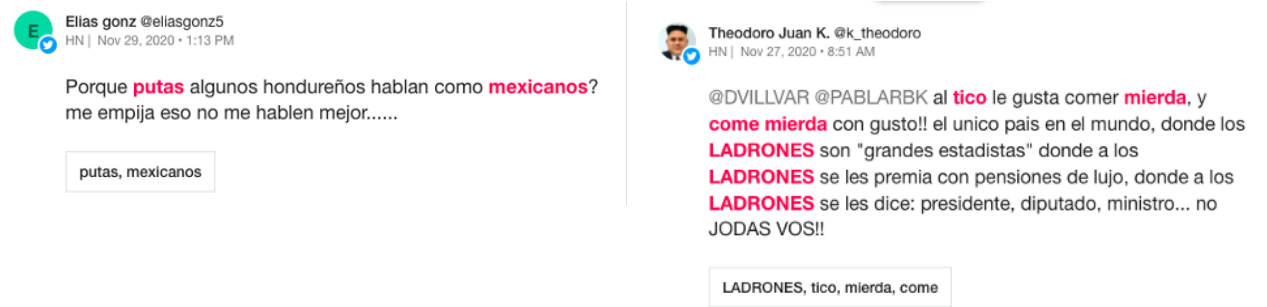 E
Elias gonz @eliasgonz5
HN | Nov 29, 2020 • 1:13 PM
Porque putas algunos hondureños hablan como mexicanos?
me empija eso no me hablen mejor......
putas, mexicanos
Theodoro Juan K. @k_theodoro
HN | Nov 27, 2020 • 8:51 AM
@DVILLVAR @PABLARBK al tico le gusta comer mierda, y
come mierda con gusto!! el unico pais en el mundo, donde los
LADRONES son "grandes estadistas" donde a los
LADRONES se les premia con pensiones de lujo, donde a los
LADRONES se les dice: presidente, diputado, ministro... no
JODAS VOS!!
LADRONES, tico, mierda, come